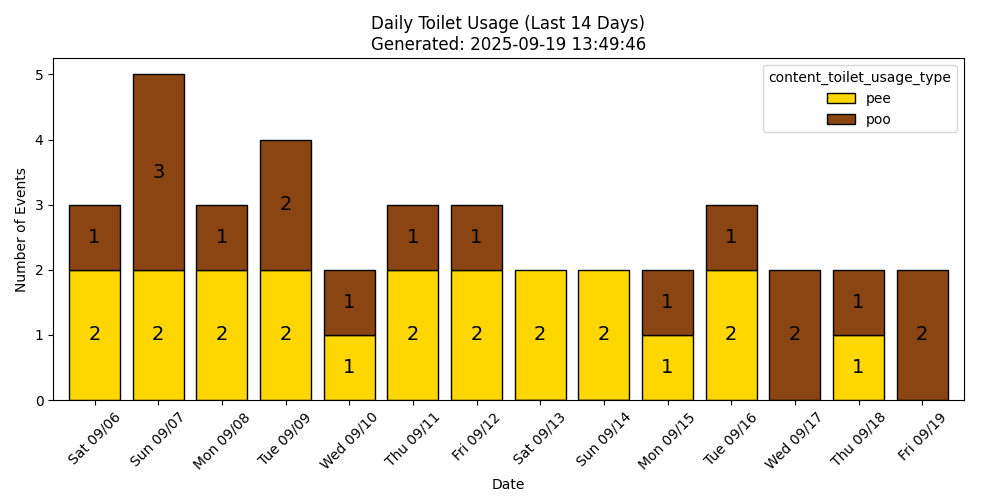 Daily Toilet Usage (Last 14 Days)
Generated: 2025-09-19 13:49:46
content_toilet_usage_type
pee
poo
Number of Events
5
4
3
2
1
0
1 3 1 2 1 1 1 1 1 2 1 2
2 2 2 2 1 2 2 2 2 1 2 1
Sat 09/06
Sun 09/07
Mon 09/08
Tue 09/09
Wed 09/10
Thu 09/11
Fri 09/12
Sat 09/13
Sun 09/14
Mon 09/15
Tue 09/16
Wed 09/17
Thu 09/18
Fri 09/19
Date